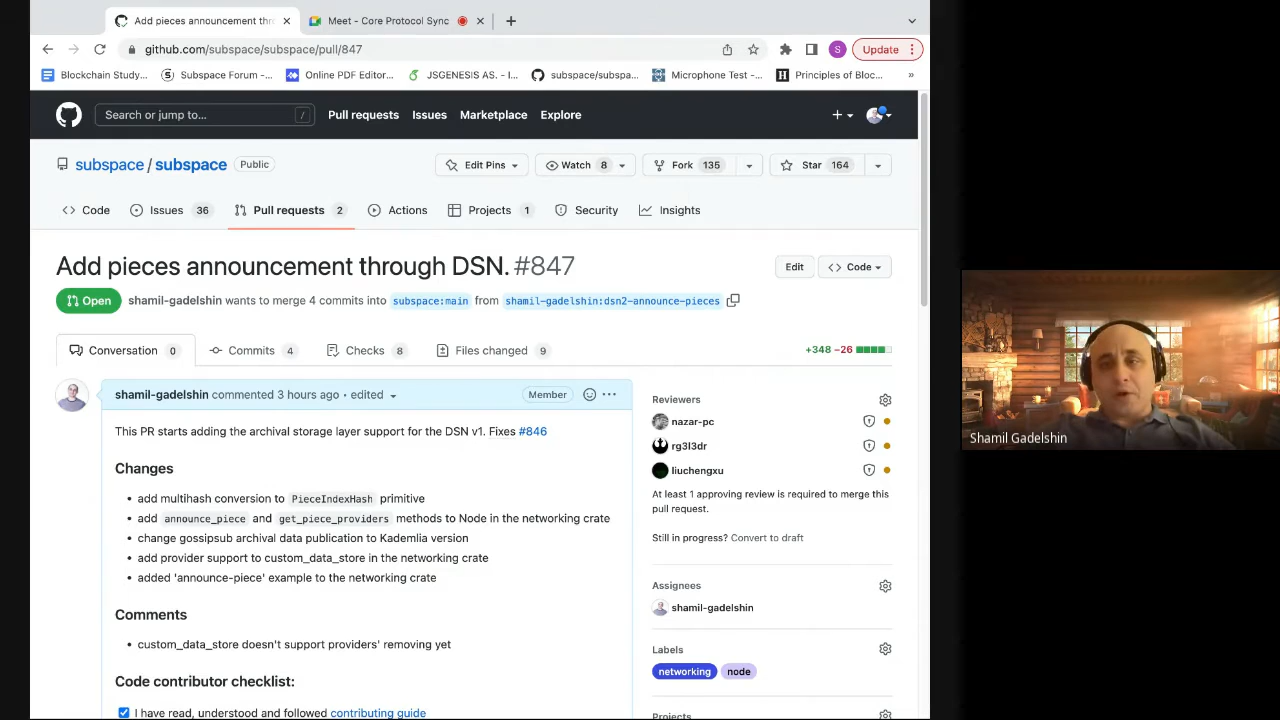 Add pieces announcement thr
Meet - Core Protocol Sync
github.com/subspace/subspace/pull/847
S
Update
Blockchain Study...
Subspace Forum -...
Online PDF Editor...
JSGENESIS AS. - I...
subspace/subspa...
Microphone Test -...
Principles of Bloc...
»
Search or jump to...
/
Pull requests
Issues
Marketplace
Explore
subspace / subspace
Public
Edit Pins
Watch 8
Fork 135
Star 164
Code
Issues 36
Pull requests 2
Actions
Projects 1
Security
Insights
Add pieces announcement through DSN. #847
Edit
Code
Open
shamil-gadelshin wants to merge 4 commits into subspace:main from shamil-gadelshin:dsn2-announce-pieces
Conversation 0
Commits 4
Checks 8
Files changed 9
+348 −26
shamil-gadelshin commented 3 hours ago • edited
Member
This PR starts adding the archival storage layer support for the DSN v1. Fixes #846
Changes
• add multihash conversion to PieceIndexHash primitive
• add announce_piece and get_piece_providers methods to Node in the networking crate
• change gossipsub archival data publication to Kademlia version
• add provider support to custom_data_store in the networking crate
• added 'announce-piece' example to the networking crate
Comments
• custom_data_store doesn't support providers' removing yet
Code contributor checklist:
I have read, understood and followed contributing guide
Reviewers
nazar-pc
rg3l3dr
liuchengxu
At least 1 approving review is required to merge this
pull request.
Still in progress? Convert to draft
Assignees
shamil-gadelshin
Labels
networking
node
Projects
Shamil Gadelshin